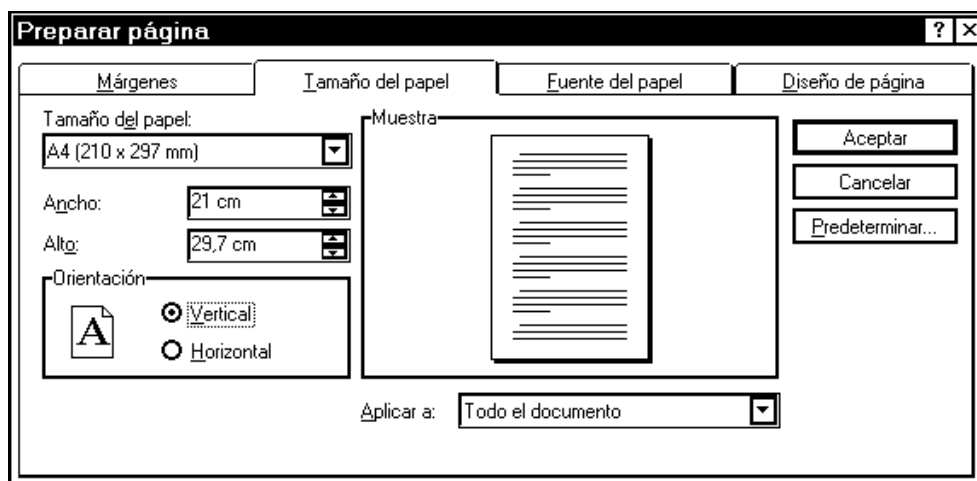 Preparar página ? ×
Márgenes Tamaño del papel Fuente del papel Diseño de página
Tamaño del papel:
A4 (210 x 297 mm)
Ancho: 21 cm
Alto: 29,7 cm
Orientación
A
Vertical
Horizontal
Muestra
Aplicar a: Todo el documento
Aceptar
Cancelar
Predeterminar...